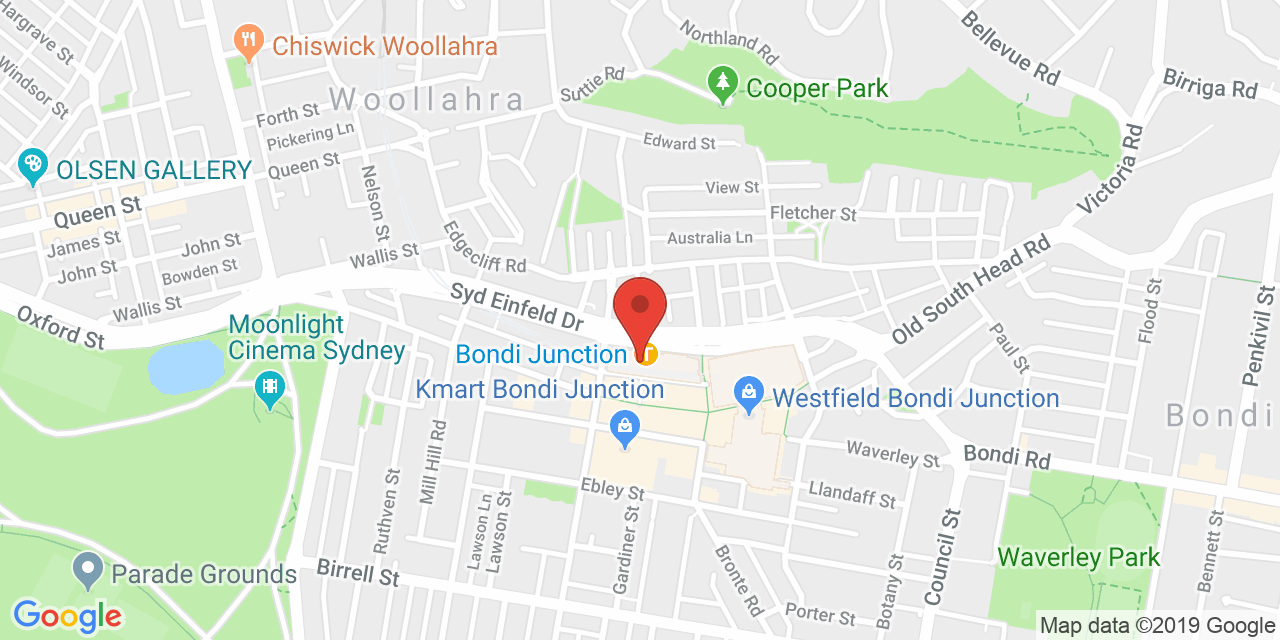 Hargrave St
Chiswick Woollahra
Northland Rd
Bellevue Rd
Birriga Rd
Windsor St
Suttie Rd
Cooper Park
Woollahra
Forth St
Pickering Ln
Edward St
Victoria Rd
OLSEN GALLERY
Queen St
Nelson St
View St
Queen St
Fletcher St
James St
John St
Australia Ln
Edgecliff Rd
Wallis St
John St
Bowden St
Old South Head Rd
Wallis St
Syd Einfeld Dr
Flood St
Penkivil St
Oxford St
Moonlight
Cinema Sydney
Paul St
Bondi Junction
Kmart Bondi Junction
Westfield Bondi Junction
Bondi
Mill Hill Rd
Waverley St
Bondi Rd
Ruthven St
Ebley St
Llandaff St
Lawson Ln
Lawson St
Gardiner St
Council St
Bennett St
Waverley Park
Parade Grounds
Birrell St
Bronte Rd
Botany St
Porter St
Google
Map data ©2019 Google